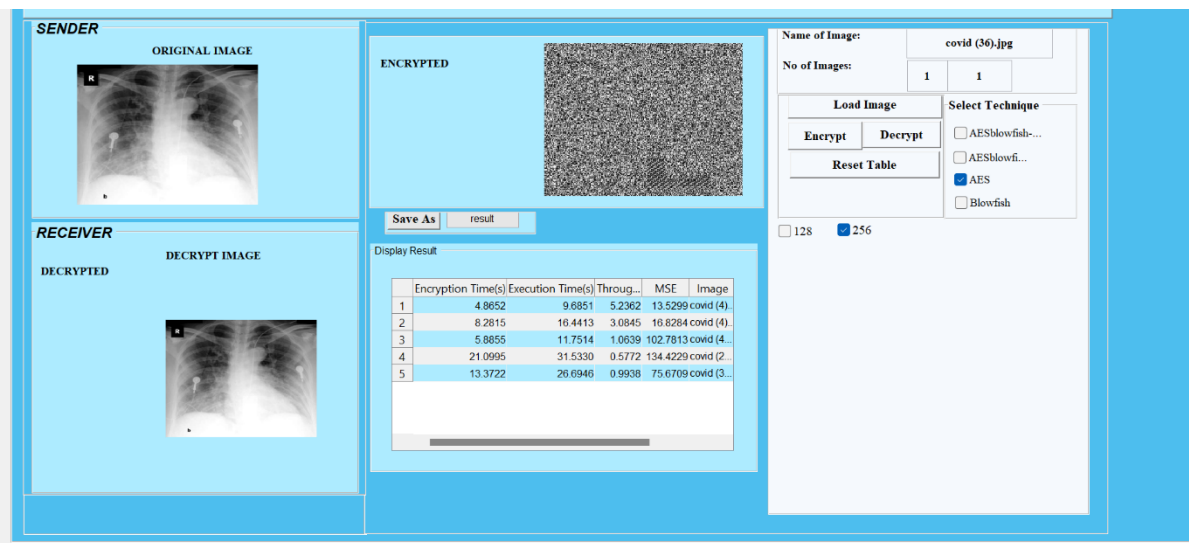 SENDER
ORIGINAL IMAGE
R
RECEIVER
DECRYPT IMAGE
DECRYPTED
R
ENCRYPTED
Save As result
Display Result
Encryption Time(s) Execution Time(s) Throug... MSE Image
1 4.8652 9.6851 5.2362 13.5299 covid (4)..
2 8.2815 16.4413 3.0845 16.8284 covid (4)..
3 5.8855 11.7514 1.0639 102.7813 covid (4...
4 21.0995 31.5330 0.5772 134.4229 covid (2...
5 13.3722 26.6946 0.9938 75.6709 covid (3...
Name of Image: covid (36).jpg
No of Images: 1 1
Load Image
Encrypt Decrypt
Reset Table
Select Technique
AESblowfish-...
AESblowfi...
AES
Blowfish
128 256